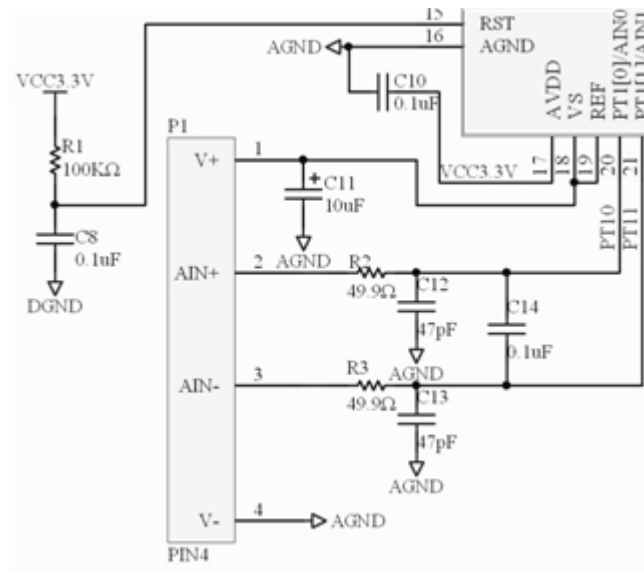 15
RST
16
AGND
AGND
C10
0.1uF
AVDD
VS
REF
PT1[0]/AIN0
PT1[1]/AIN1
VCC3.3V
17
18
19
20
21
PT10
PT11
VCC3.3V
R1
100KΩ
C8
0.1uF
DGND
P1
V+
1
C11
10uF
AGND
AIN+
2
R2
49.9Ω
C12
47pF
AGND
C14
0.1uF
AIN-
3
R3
49.9Ω
C13
47pF
AGND
V-
4
AGND
PIN4